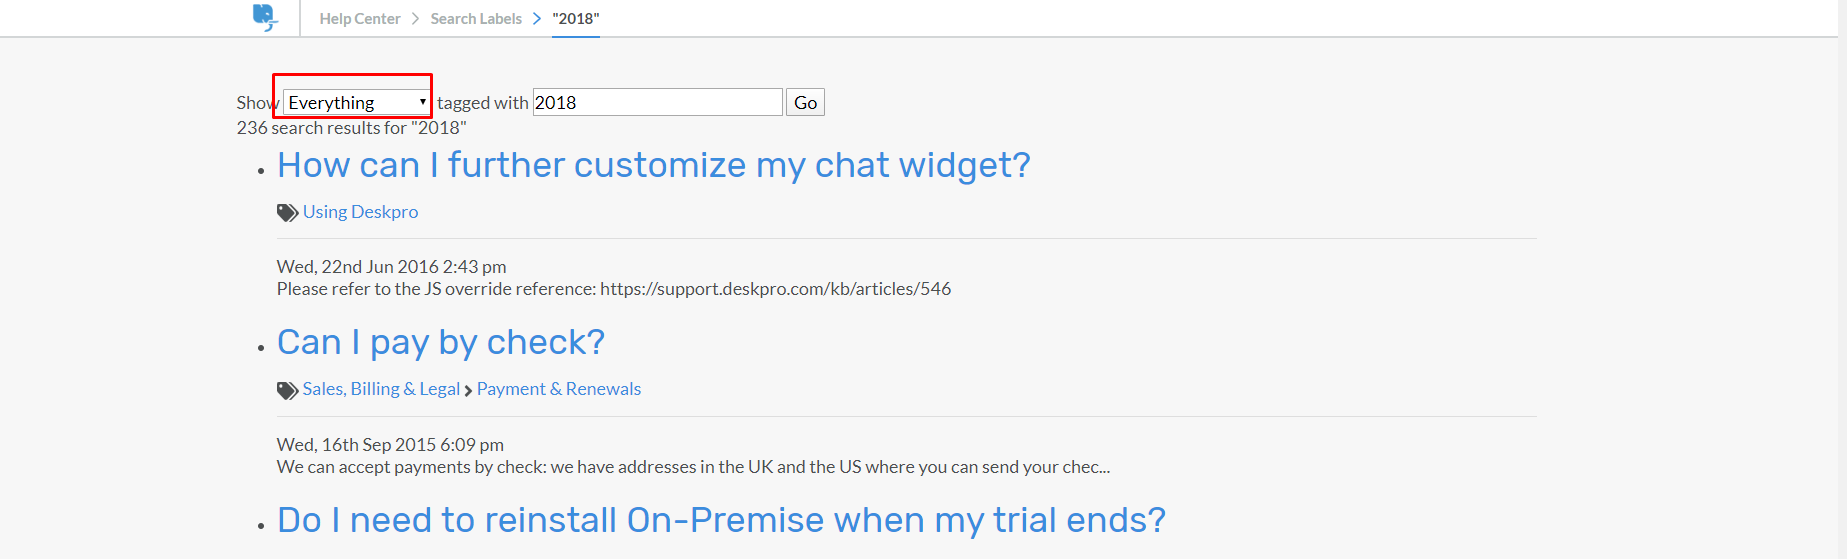 Help Center > Search Labels > "2018"
Show Everything tagged with 2018 Go
236 search results for "2018"
How can I further customize my chat widget?
Using Deskpro
Wed, 22nd Jun 2016 2:43 pm
Please refer to the JS override reference: https://support.deskpro.com/kb/articles/546
Can I pay by check?
Sales, Billing & Legal > Payment & Renewals
Wed, 16th Sep 2015 6:09 pm
We can accept payments by check: we have addresses in the UK and the US where you can send your chec...
Do I need to reinstall On-Premise when my trial ends?